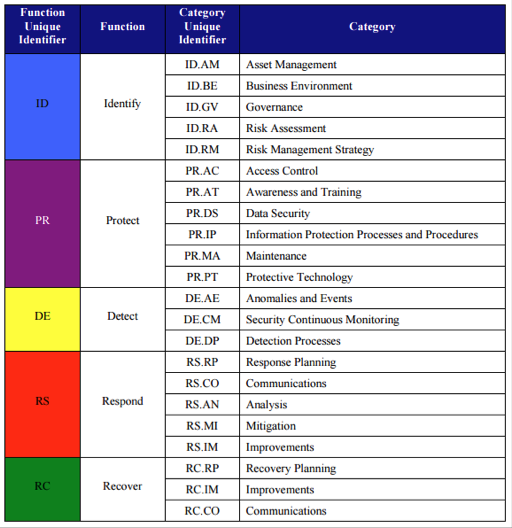 Function Unique Identifier | Function | Category Unique Identifier | Category
ID | Identify | ID.AM | Asset Management
ID.BE | Business Environment
ID.GV | Governance
ID.RA | Risk Assessment
ID.RM | Risk Management Strategy
PR | Protect | PR.AC | Access Control
PR.AT | Awareness and Training
PR.DS | Data Security
PR.IP | Information Protection Processes and Procedures
PR.MA | Maintenance
PR.PT | Protective Technology
DE | Detect | DE.AE | Anomalies and Events
DE.CM | Security Continuous Monitoring
DE.DP | Detection Processes
RS | Respond | RS.RP | Response Planning
RS.CO | Communications
RS.AN | Analysis
RS.MI | Mitigation
RS.IM | Improvements
RC | Recover | RC.RP | Recovery Planning
RC.IM | Improvements
RC.CO | Communications